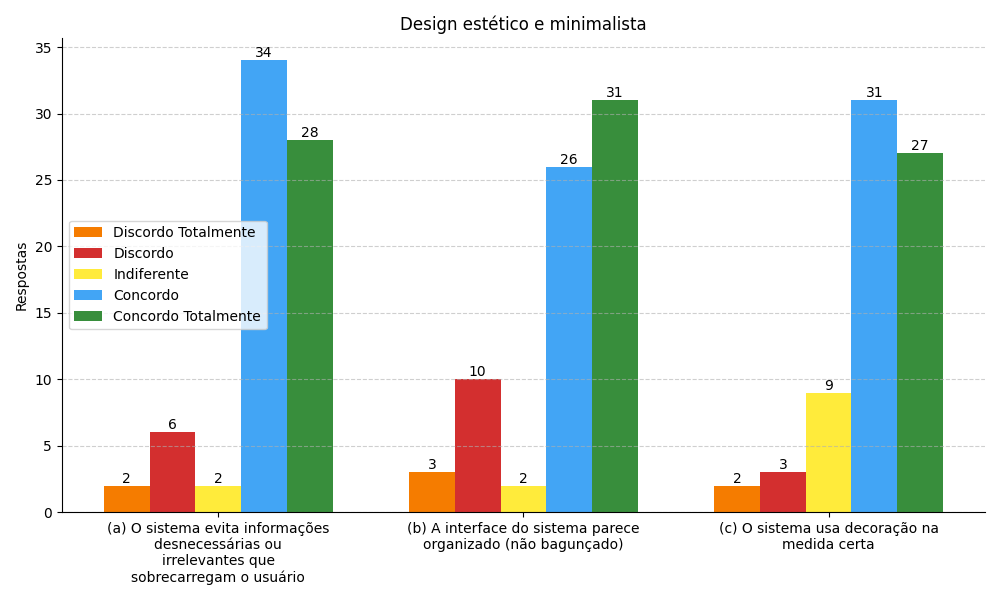 Design estético e minimalista
Respostas
35
30
25
20
15
10
5
0
Discordo Totalmente
Discordo
Indiferente
Concordo
Concordo Totalmente
2
6
2
34
28
3
10
2
26
31
2
3
9
31
27
(a) O sistema evita informações
desnecessárias ou
irrelevantes que
sobrecarregam o usuário
(b) A interface do sistema parece
organizado (não bagunçado)
(c) O sistema usa decoração na
medida certa